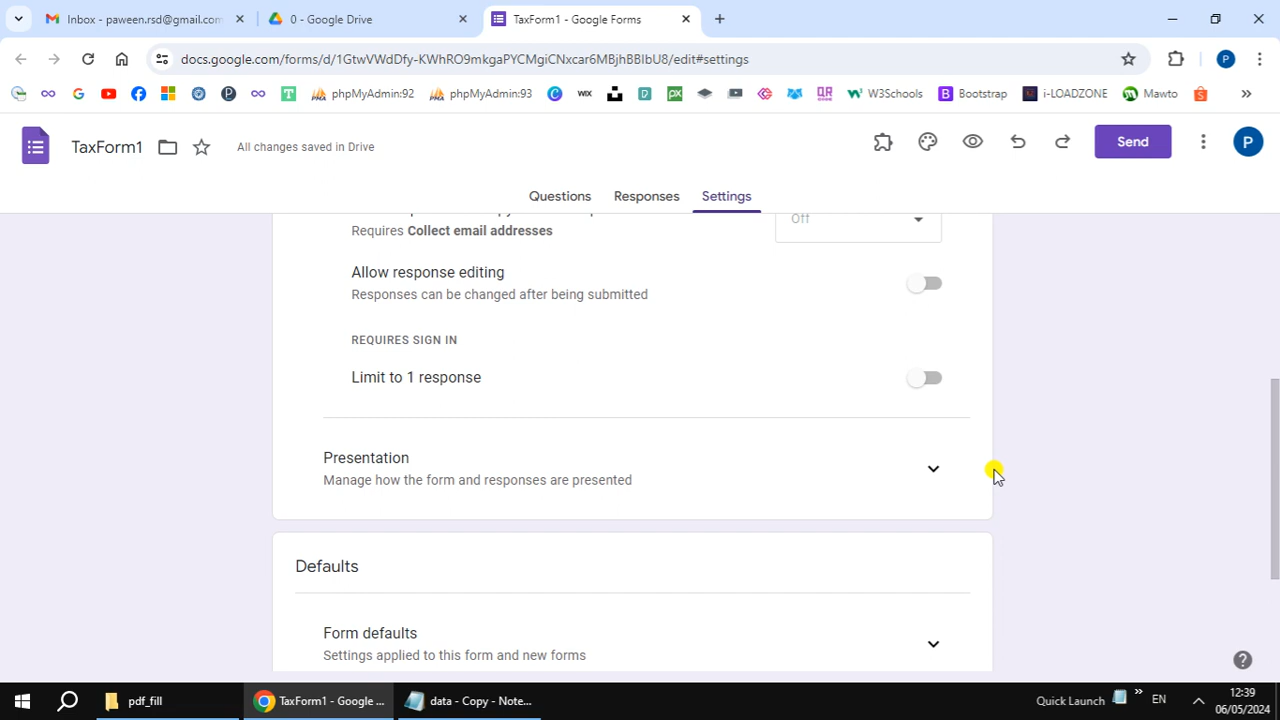 Inbox - paween.rsd@gmail.com
0 - Google Drive
TaxForm1 - Google Forms
docs.google.com/forms/d/1GtwVWdDfy-KWhRO9mkgaPYCMgiCNxcar6MBjhBBIbU8/edit#settings
P
phpMyAdmin:92
phpMyAdmin:93
WIX
W3Schools
Bootstrap
i-LOADZONE
Mawto
TaxForm1
All changes saved in Drive
Send
P
Questions
Responses
Settings
Off
Requires Collect email addresses
Allow response editing
Responses can be changed after being submitted
REQUIRES SIGN IN
Limit to 1 response
Presentation
Manage how the form and responses are presented
Defaults
Form defaults
Settings applied to this form and new forms
pdf_fill
TaxForm1 - Google ...
data - Copy - Note...
Quick Launch
EN
12:39
06/05/2024